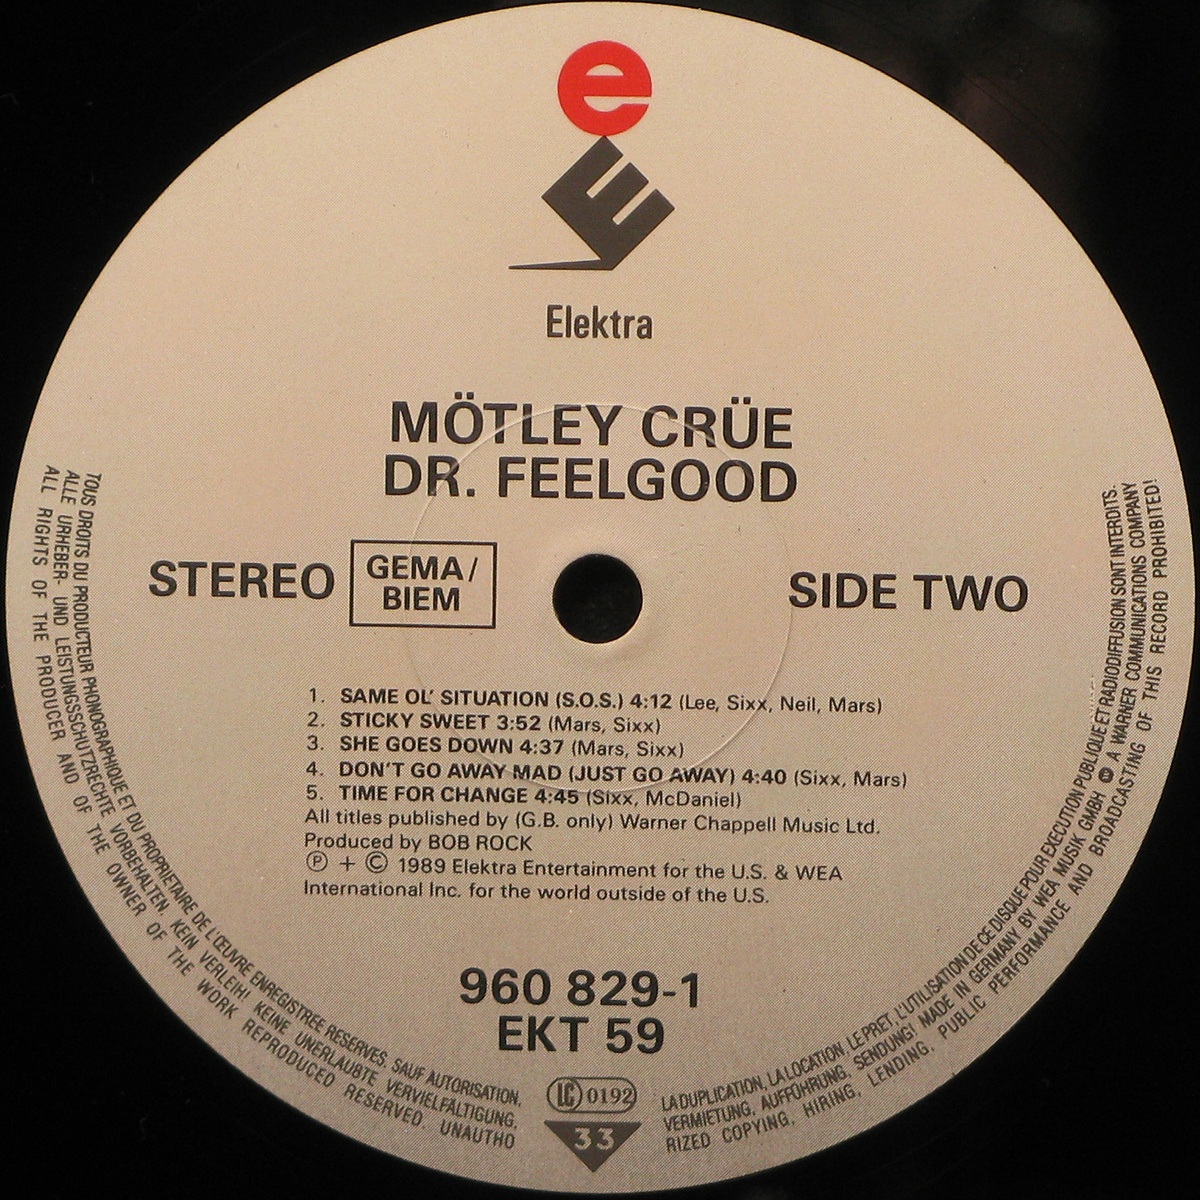 e
E
Elektra
MÖTLEY CRÜE
DR. FEELGOOD
STEREO GEMA/ BIEM SIDE TWO
1. SAME OL' SITUATION (S.O.S.) 4:12 (Lee, Sixx, Neil, Mars)
2. STICKY SWEET 3:52 (Mars, Sixx)
3. SHE GOES DOWN 4:37 (Mars, Sixx)
4. DON'T GO AWAY MAD (JUST GO AWAY) 4:40 (Sixx, Mars)
5. TIME FOR CHANGE 4:45 (Sixx, McDaniel)
All titles published by (G.B. only) Warner Chappell Music Ltd.
Produced by BOB ROCK
Ⓟ + © 1989 Elektra Entertainment for the U.S. & WEA
International Inc. for the world outside of the U.S.
960 829-1
EKT 59
LC 0192
33
TOUS DROITS DU PRODUCTEUR PHONOGRAPHIQUE ET DU PROPRIETAIRE DE L'ŒUVRE ENREGISTREE RESERVES. SAUF AUTORISATION, LA DUPLICATION, LA LOCATION, LE PRET, L'UTILISATION DE CE DISQUE POUR EXECUTION PUBLIQUE ET RADIODIFFUSION SONT INTERDITS.
ALLE URHEBER- UND LEISTUNGSSCHUTZRECHTE VORBEHALTEN. KEIN VERLEIH! KEINE UNERLAUBTE VERVIELFÄLTIGUNG, VERMIETUNG, AUFFÜHRUNG, SENDUNG! MADE IN GERMANY BY WEA MUSIK GMBH A WARNER COMMUNICATIONS COMPANY
ALL RIGHTS OF THE PRODUCER AND OF THE OWNER OF THE WORK REPRODUCED RESERVED. UNAUTHORIZED COPYING, HIRING, LENDING, PUBLIC PERFORMANCE AND BROADCASTING OF THIS RECORD PROHIBITED!